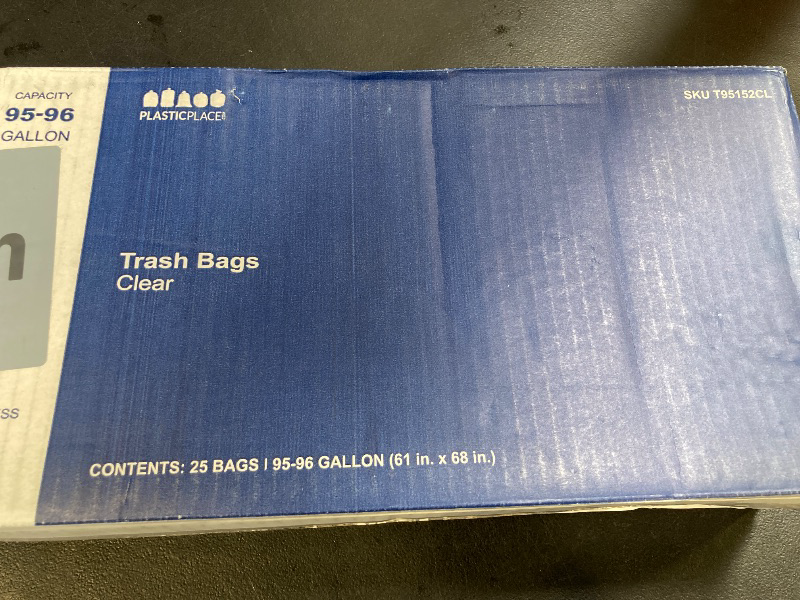 CAPACITY
95-96
GALLON
PLASTICPLACE
SKU T95152CL
Trash Bags
Clear
CONTENTS: 25 BAGS | 95-96 GALLON (61 in. x 68 in.)